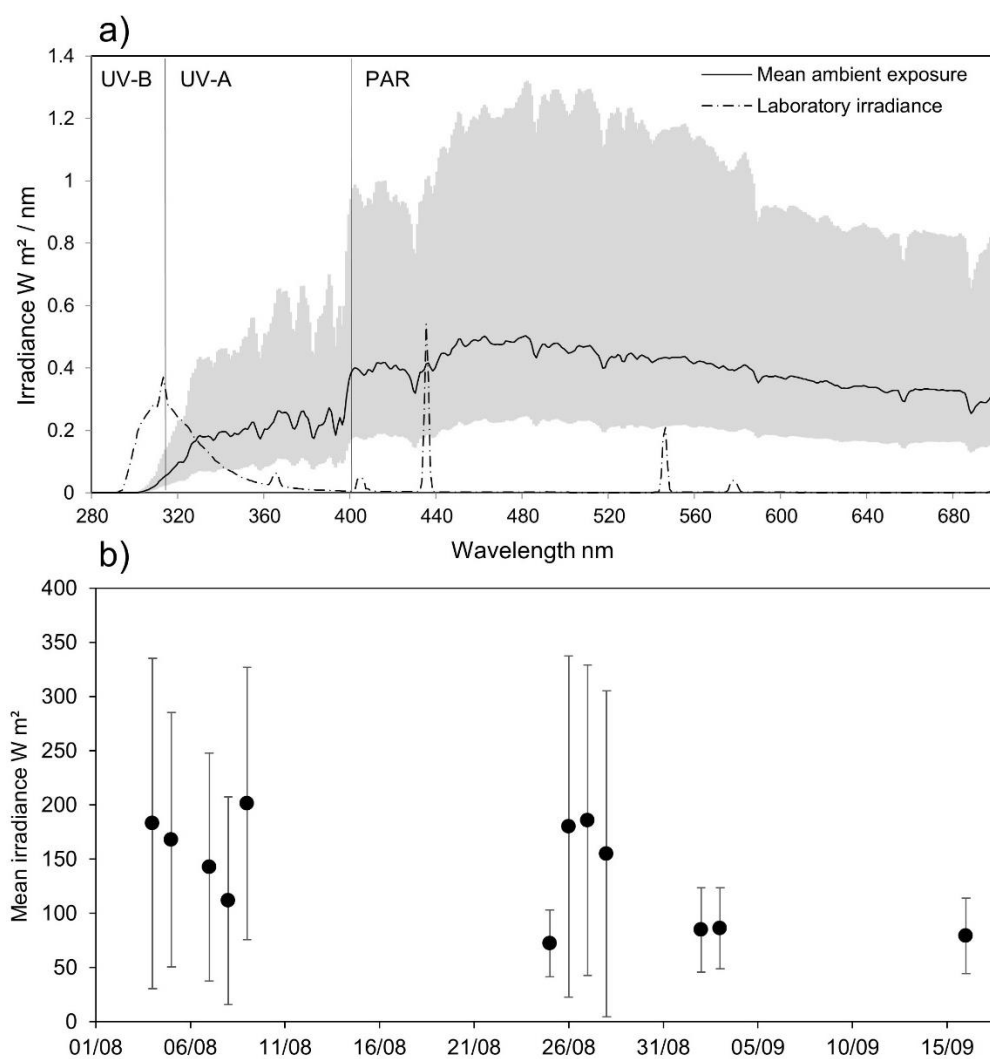 a)
1.4
UV-B UV-A PAR
Mean ambient exposure
Laboratory irradiance
1.2
1
0.8
0.6
0.4
0.2
0
Irradiance W m² / nm
280 320 360 400 440 480 520 560 600 640 680
Wavelength nm
b)
400
350
300
250
200
150
100
50
0
Mean irradiance W m²
01/08 06/08 11/08 16/08 21/08 26/08 31/08 05/09 10/09 15/09